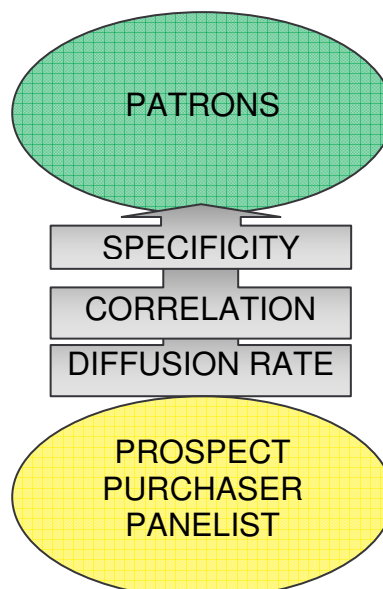 PATRONS
SPECIFICITY
CORRELATION
DIFFUSION RATE
PROSPECT
PURCHASER
PANELIST